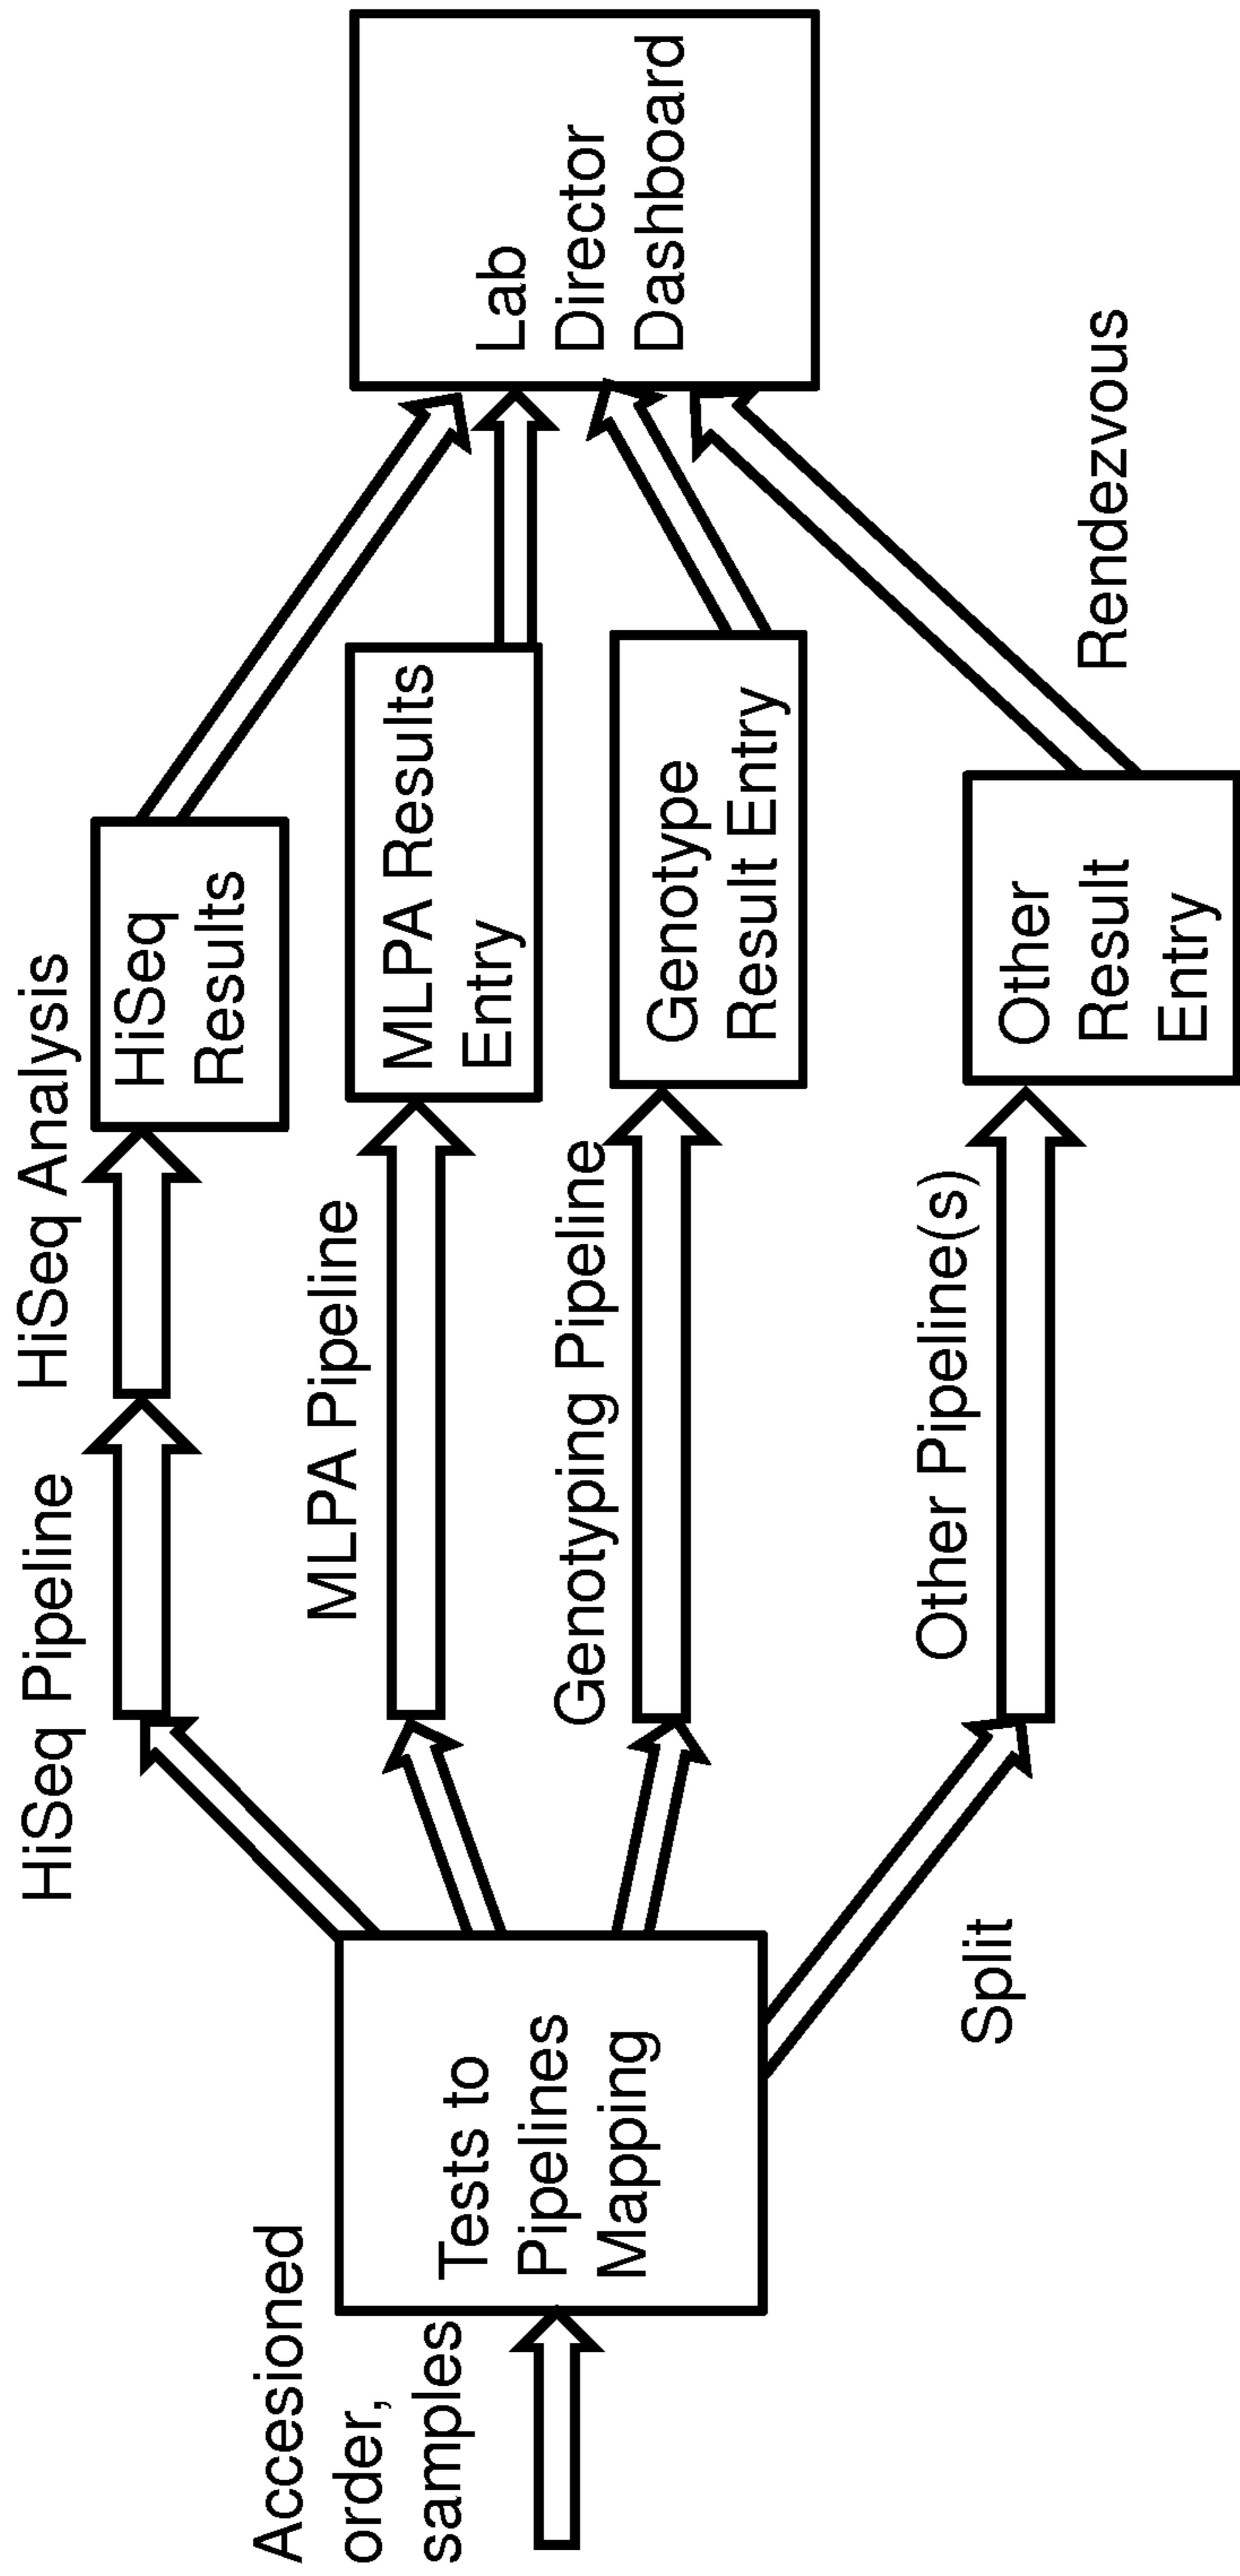 Accesioned
order,
samples
Tests to
Pipelines
Mapping
Split
HiSeq Pipeline
HiSeq Analysis
HiSeq
Results
MLPA Pipeline
MLPA Results
Entry
Genotyping Pipeline
Genotype
Result Entry
Other Pipeline(s)
Other
Result
Entry
Rendezvous
Lab
Director
Dashboard